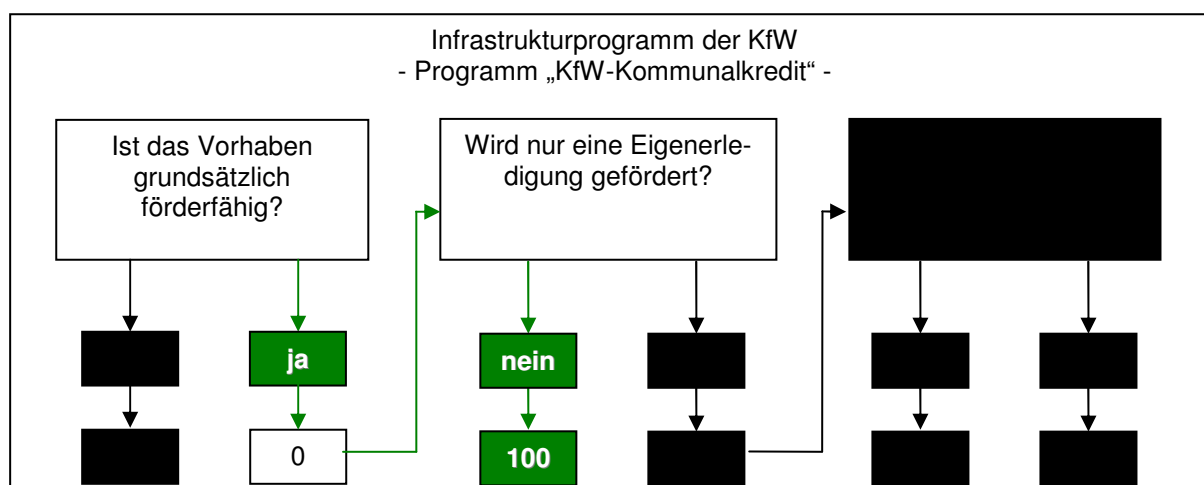 Infrastrukturprogramm der KfW
- Programm „KfW-Kommunalkredit“ -
Ist das Vorhaben
grundsätzlich
förderfähig?
Wird nur eine Eigenerle-
digung gefördert?
ja
nein
0
100